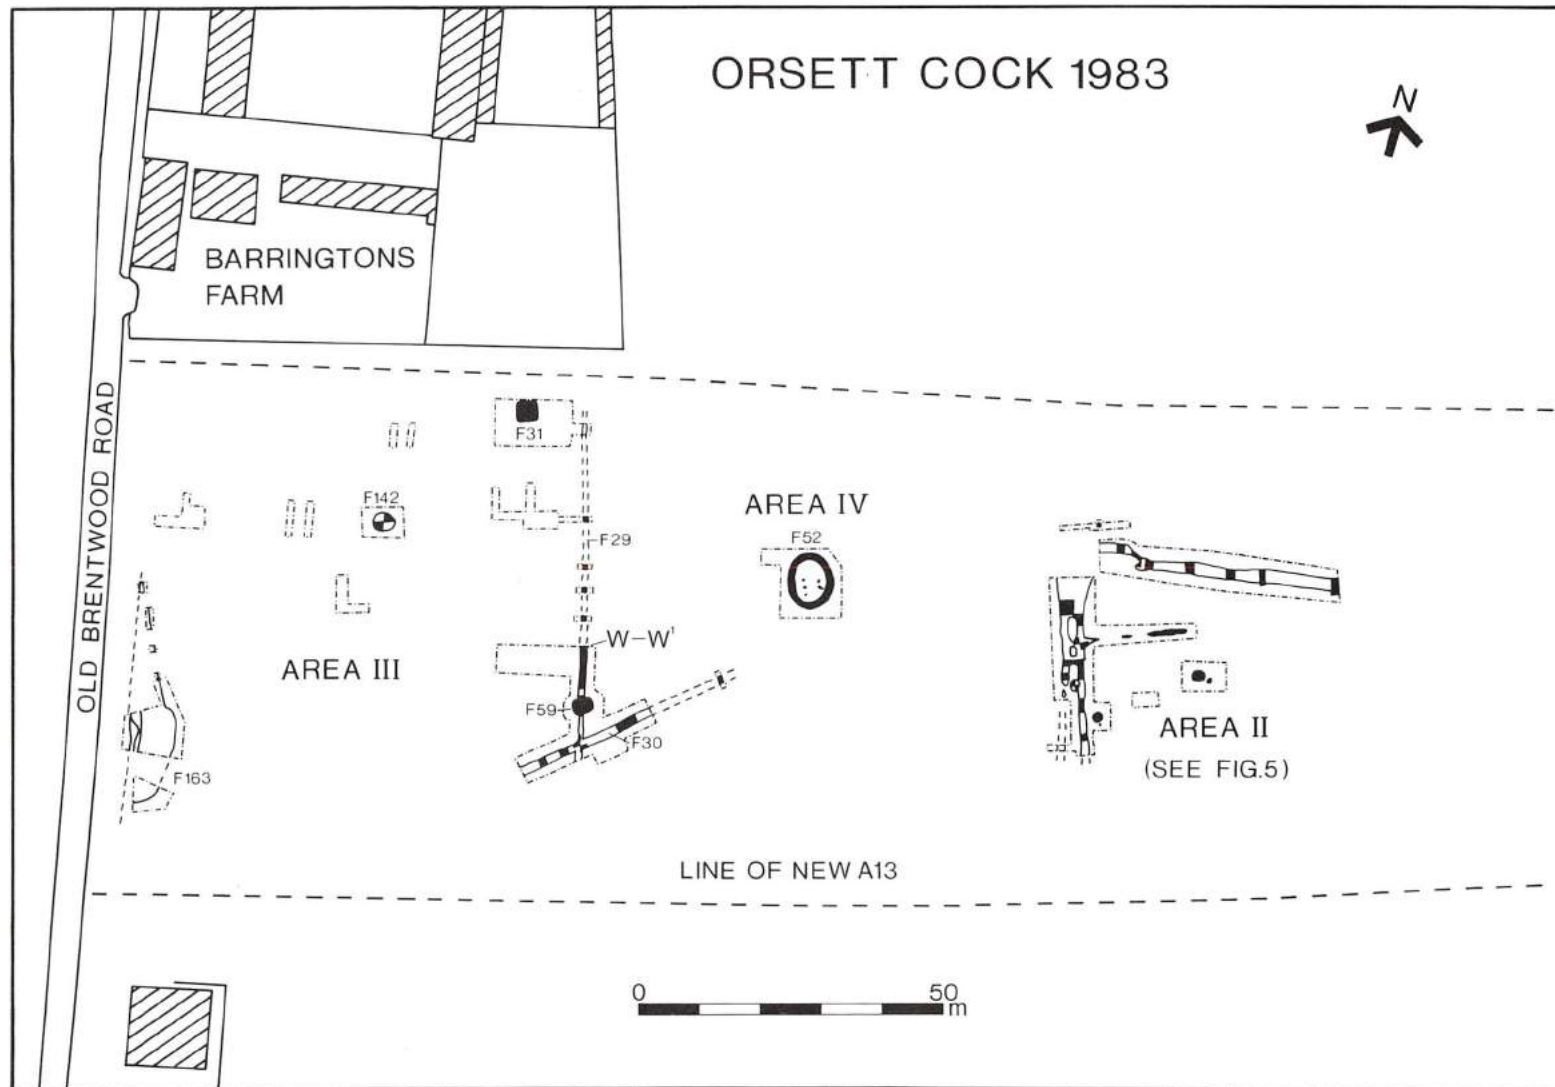 ORSETT COCK 1983
N
BARRINGTONS
FARM
OLD BRENTWOOD ROAD
F31
F142
AREA IV
F29
F52
W-W¹
AREA III
F59
F30
AREA II
(SEE FIG.5)
F163
LINE OF NEW A13
0 50
m